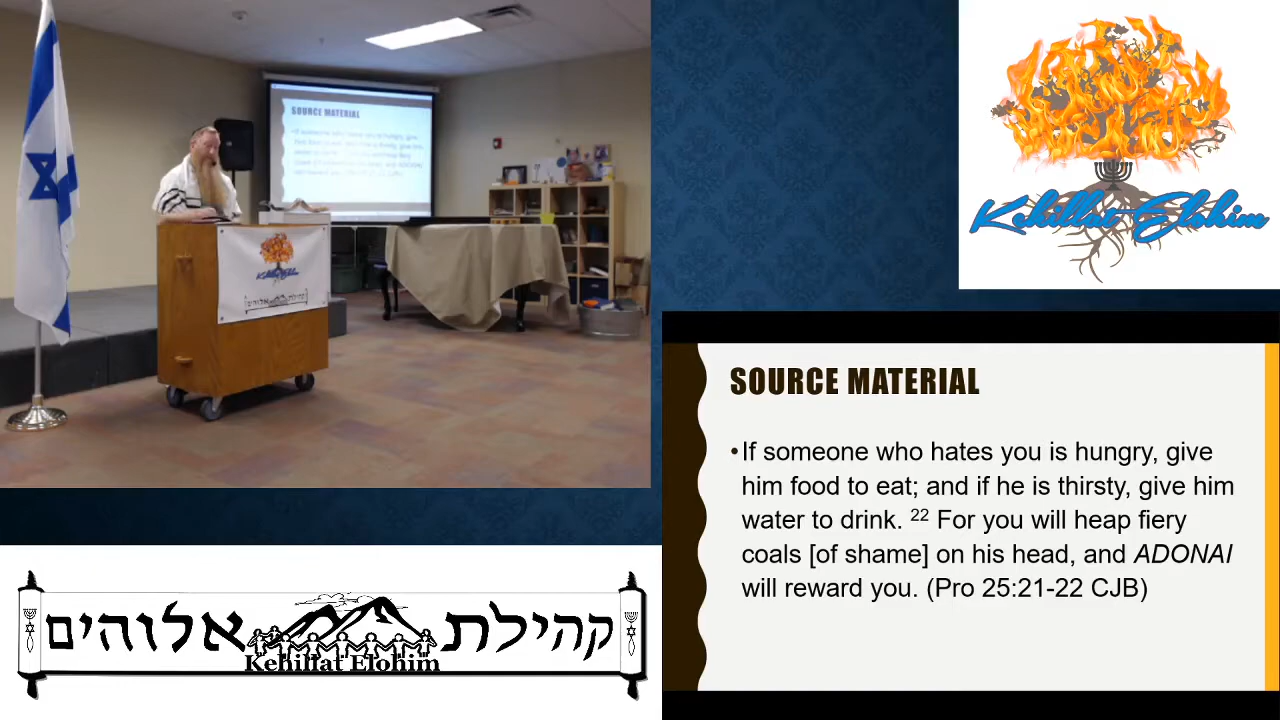 SOURCE MATERIAL
Kehillat Elohim
Kehillat Elohim
SOURCE MATERIAL
•If someone who hates you is hungry, give
him food to eat; and if he is thirsty, give him
water to drink. 22 For you will heap fiery
coals [of shame] on his head, and ADONAI
will reward you. (Pro 25:21-22 CJB)
קהילת אלוהים
Kehillat Elohim